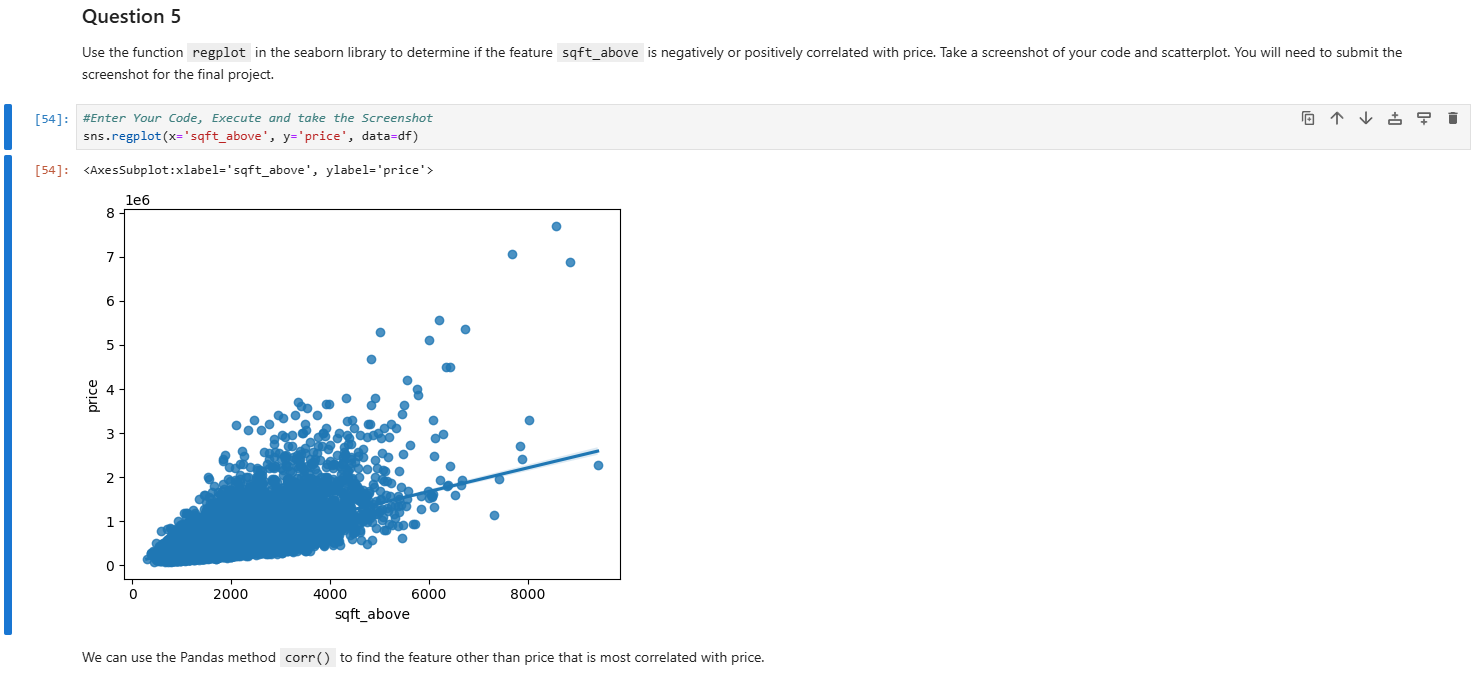 Question 5
Use the function regplot in the seaborn library to determine if the feature sqft_above is negatively or positively correlated with price. Take a screenshot of your code and scatterplot. You will need to submit the
screenshot for the final project.
[54]: #Enter Your Code, Execute and take the Screenshot
sns.regplot(x='sqft_above', y='price', data=df)
[54]: <AxesSubplot:xlabel='sqft_above', ylabel='price'>
1e6
8
7
6
5
4
3
2
1
0
price
0 2000 4000 6000 8000
sqft_above
We can use the Pandas method corr() to find the feature other than price that is most correlated with price.